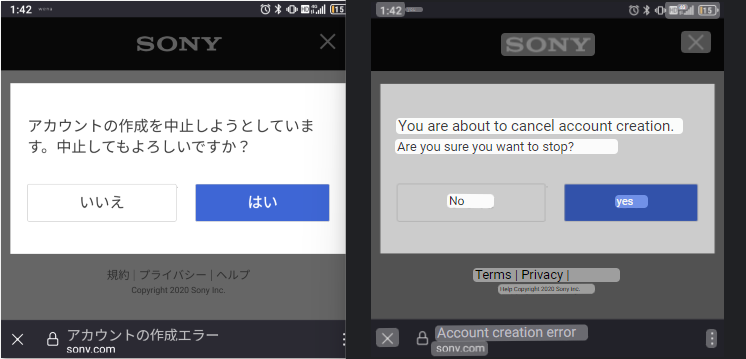 1:42
4G
15
SONY
アカウントの作成を中止しようとしていま
す。中止してもよろしいですか？
いいえ はい
規約 | プライバシー | ヘルプ
Copyright 2020 Sony Inc.
アカウントの作成エラー
sony.com
1:42
4G
15
SONY
You are about to cancel account creation.
Are you sure you want to stop?
No yes
Terms | Privacy |
Help Copyright 2020 Sony Inc.
Account creation error
sony.com